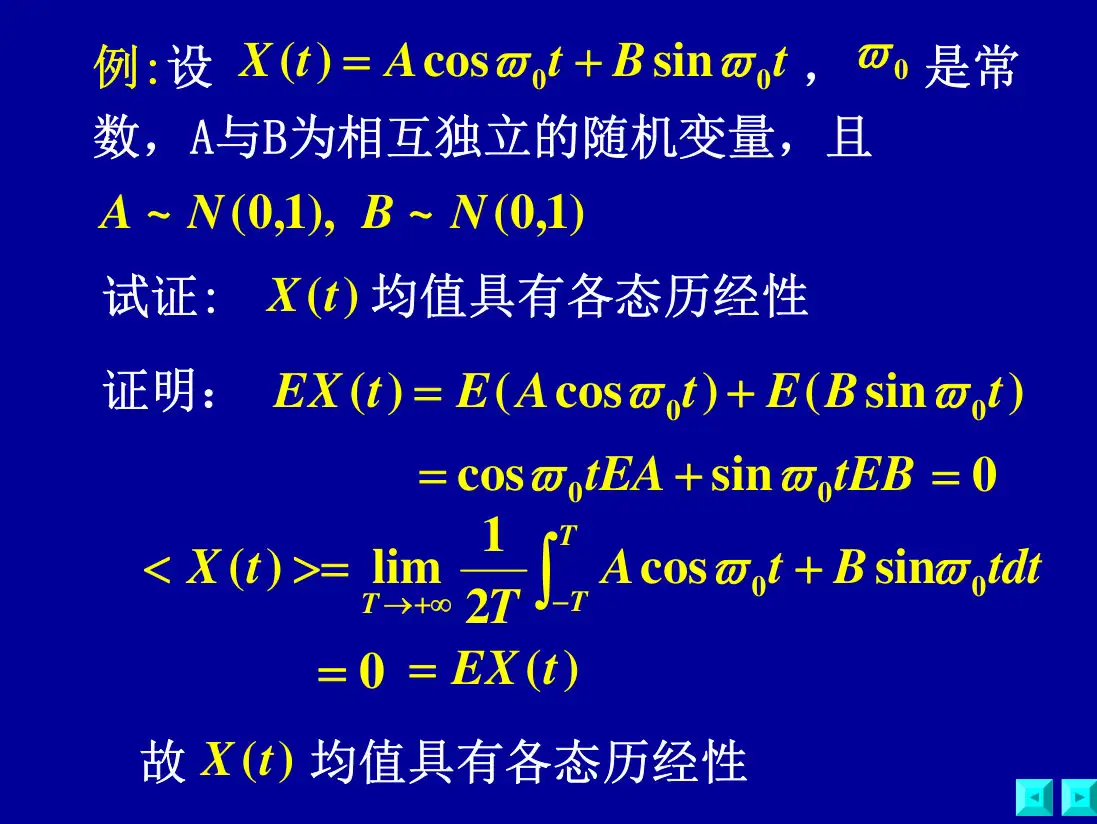 例:设 X(t) = A cos ϖ₀t + B sin ϖ₀t , ϖ₀ 是常
数，A与B为相互独立的随机变量，且
A ~ N(0,1), B ~ N(0,1)
试证: X(t) 均值具有各态历经性
证明： EX(t) = E(A cos ϖ₀t) + E(B sin ϖ₀t)
= cos ϖ₀tEA + sin ϖ₀tEB = 0
< X(t) >= lim_{T→+∞} \frac{1}{2T} ∫_{-T}^{T} A cos ϖ₀t + B sin ϖ₀tdt
= 0 = EX(t)
故 X(t) 均值具有各态历经性